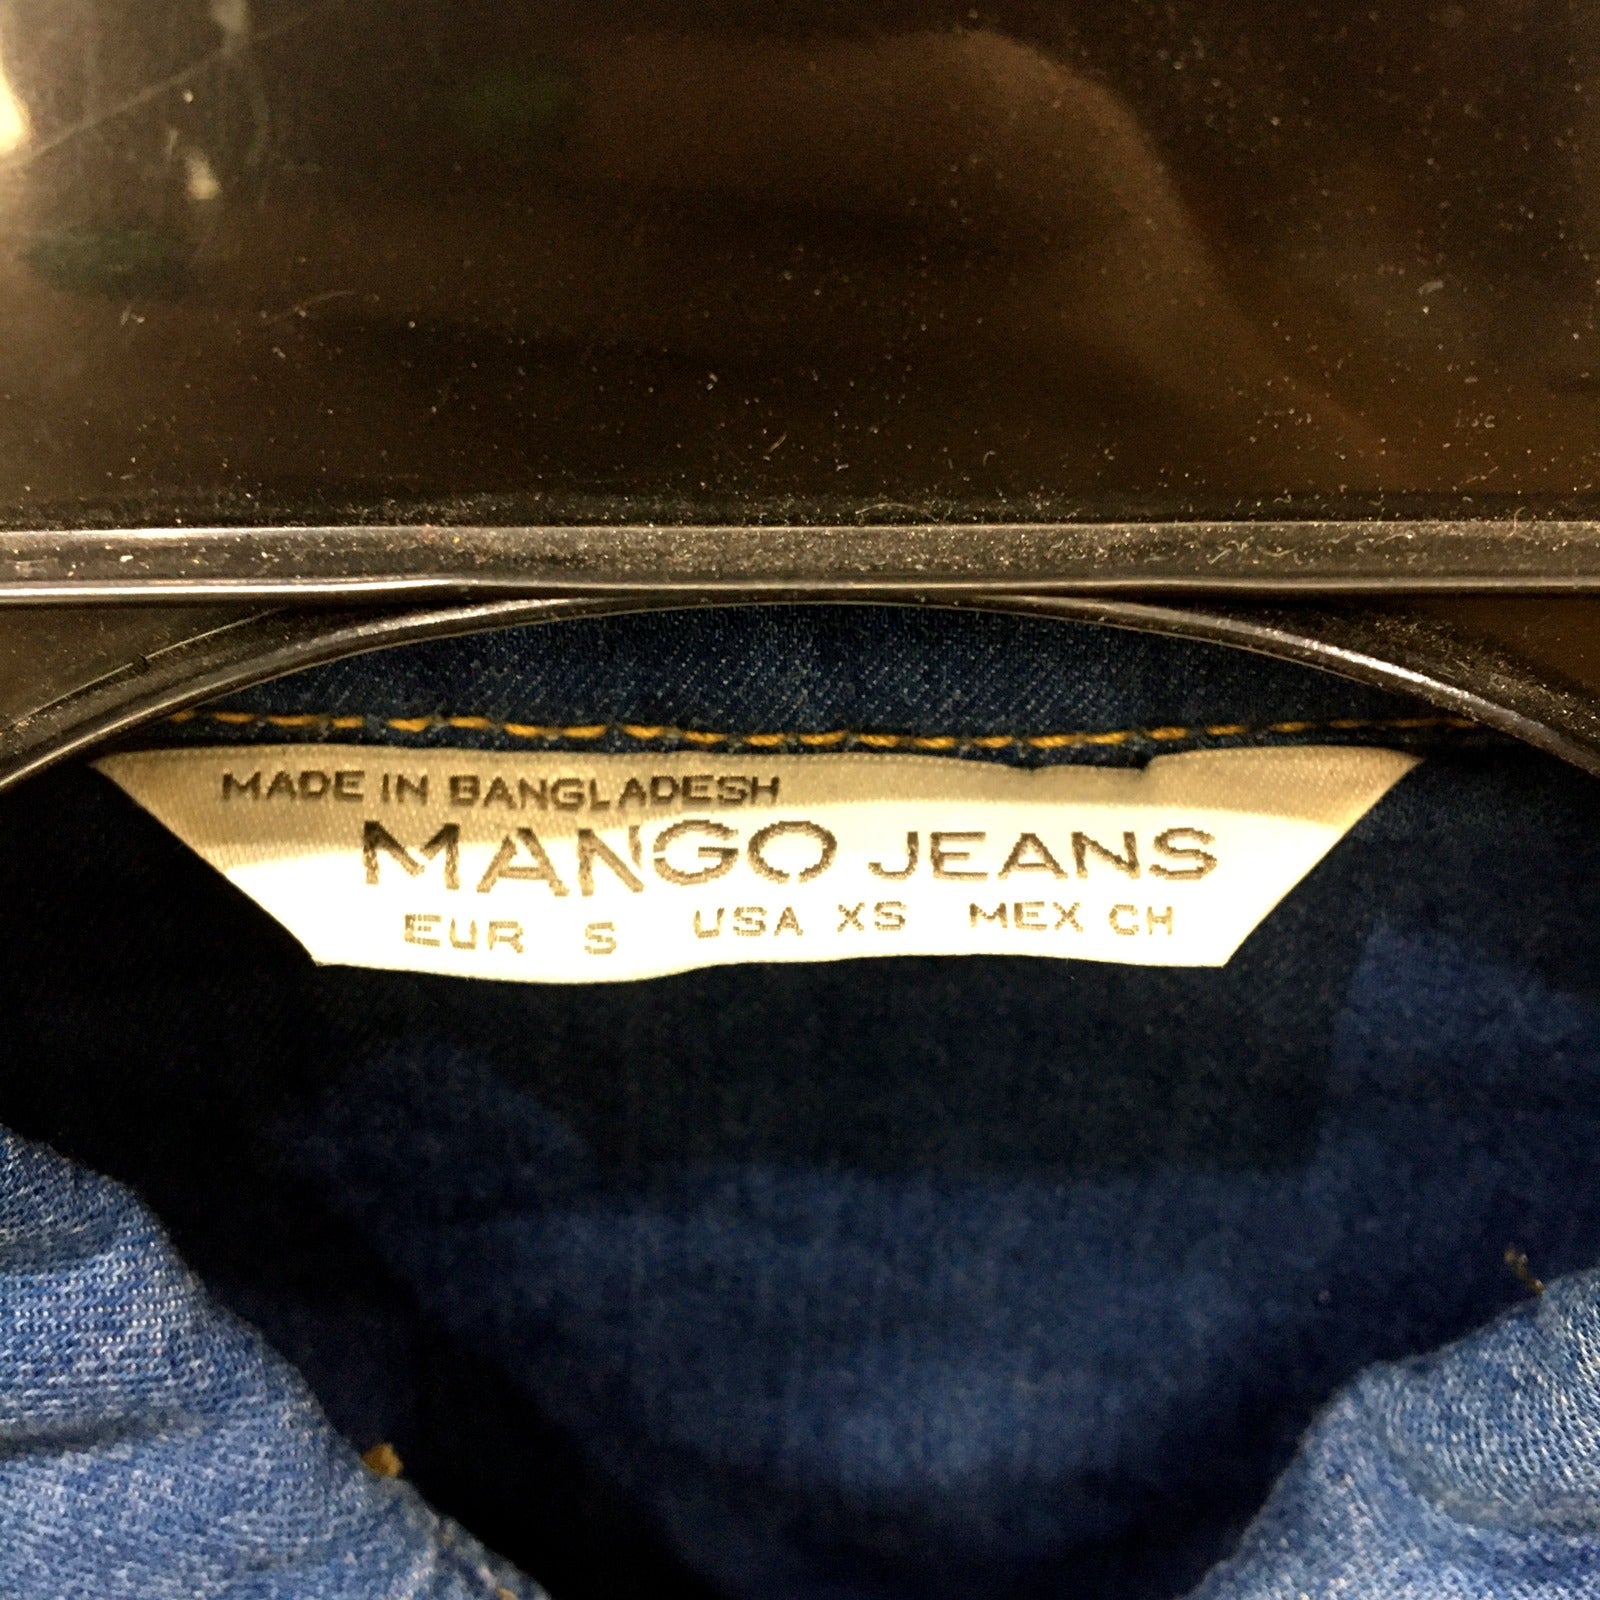 MADE IN BANGLADESH
MANGO JEANS
EUR S USA XS MEX CH